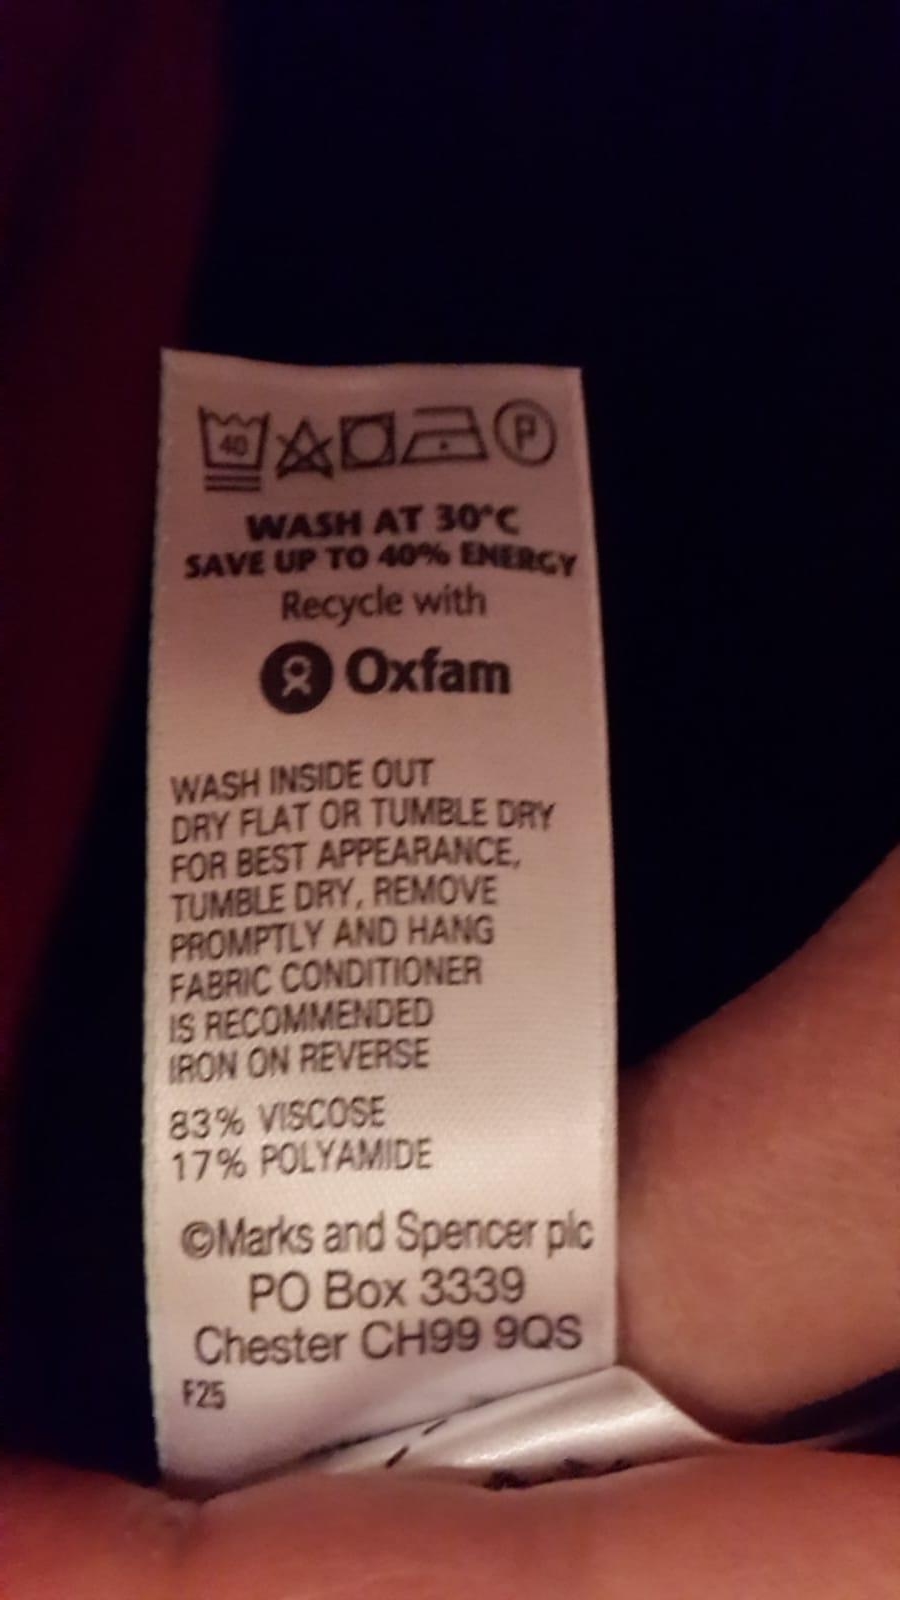 40 P
WASH AT 30°C
SAVE UP TO 40% ENERGY
Recycle with
Oxfam
WASH INSIDE OUT
DRY FLAT OR TUMBLE DRY
FOR BEST APPEARANCE,
TUMBLE DRY, REMOVE
PROMPTLY AND HANG
FABRIC CONDITIONER
IS RECOMMENDED
IRON ON REVERSE
83% VISCOSE
17% POLYAMIDE
©Marks and Spencer plc
PO Box 3339
Chester CH99 9QS
F25